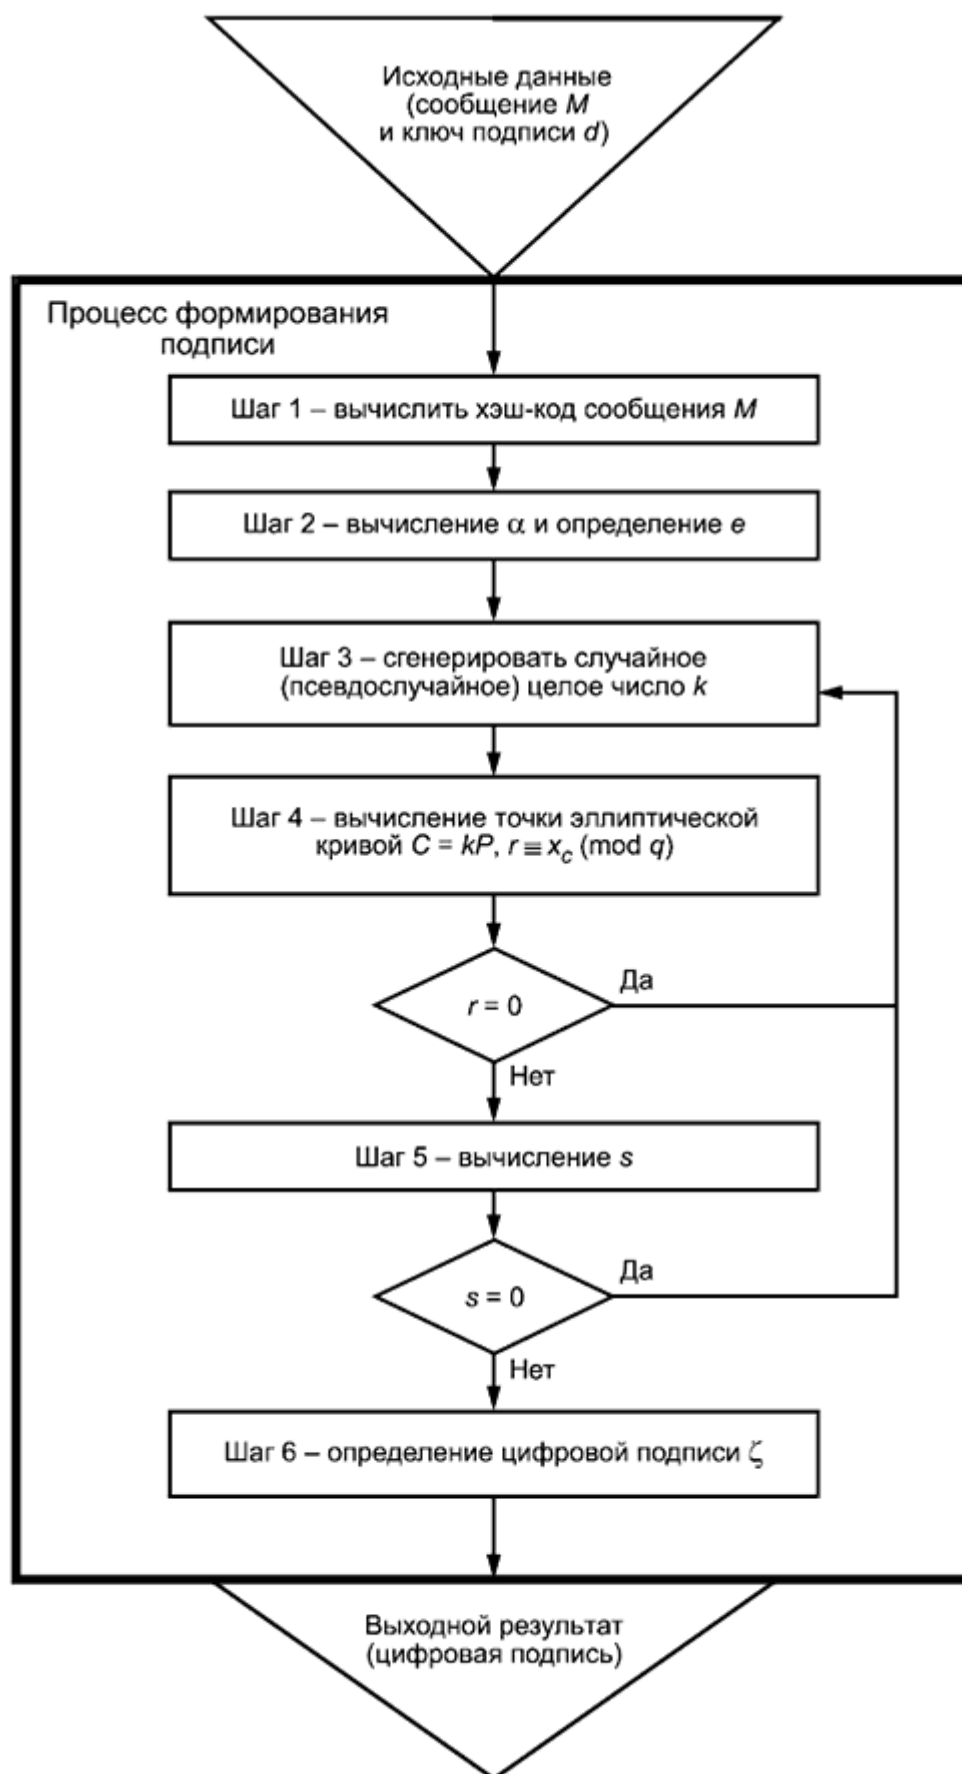 Исходные данные
(сообщение M
и ключ подписи d)
Процесс формирования
подписи
Шаг 1 – вычислить хэш-код сообщения M
Шаг 2 – вычисление α и определение e
Шаг 3 – сгенерировать случайное
(псевдослучайное) целое число k
Шаг 4 – вычисление точки эллиптической
кривой C = kP, r ≡ x_c (mod q)
r = 0
Да
Нет
Шаг 5 – вычисление s
s = 0
Да
Нет
Шаг 6 – определение цифровой подписи ζ
Выходной результат
(цифровая подпись)